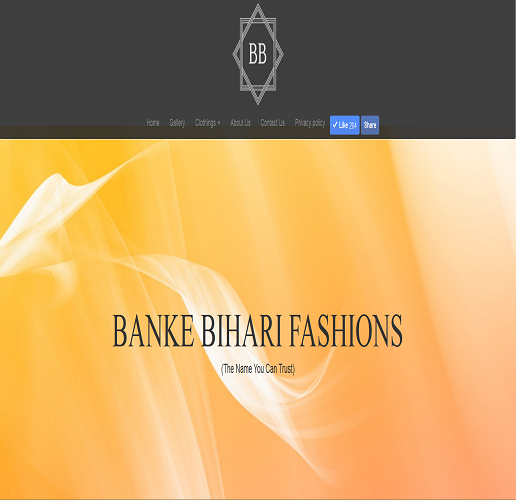 BB
Home Gallery Clothings About Us Contact Us Privacy policy Like 284 Share
BANKE BIHARI FASHIONS
(The Name You Can Trust)